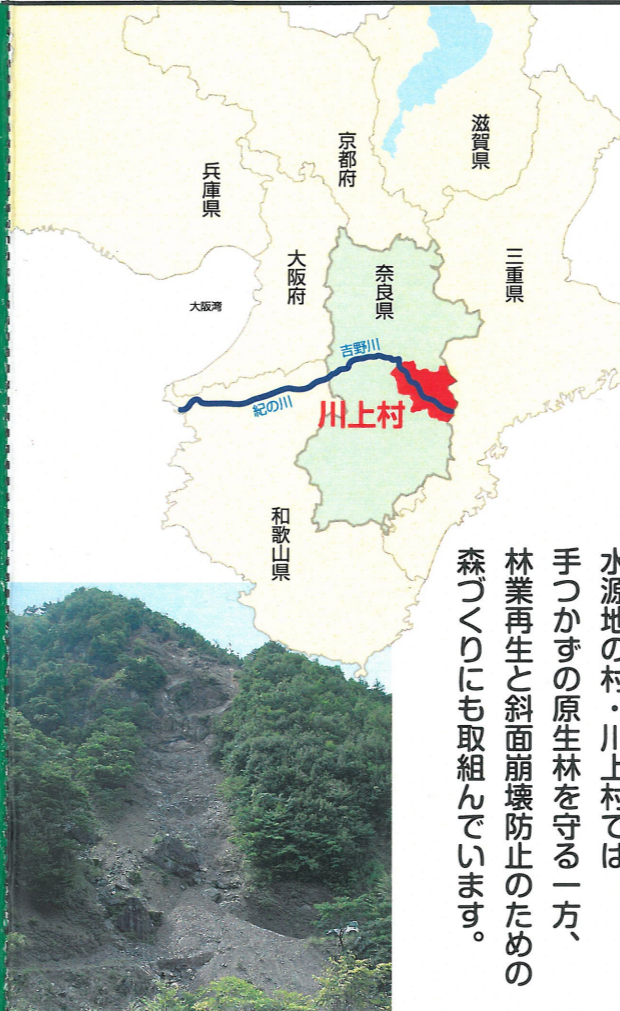 滋賀県
京都府
兵庫県
三重県
大阪府
奈良県
大阪湾
吉野川
紀の川
川上村
和歌山県
水源地の村・川上村では
手つかずの原生林を守る一方、
林業再生と斜面崩壊防止のための
森づくりにも取組んでいます。